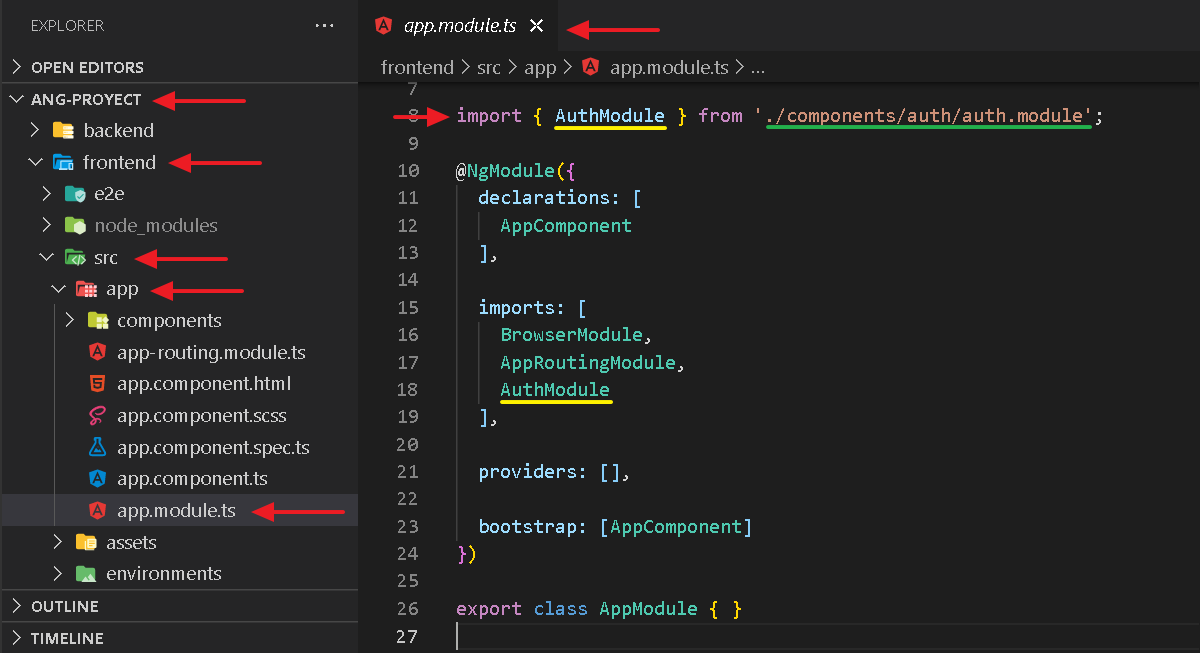 EXPLORER ...
OPEN EDITORS
ANG-PROYECT
backend
frontend
e2e
node_modules
src
app
components
app-routing.module.ts
app.component.html
app.component.scss
app.component.spec.ts
app.component.ts
app.module.ts
assets
environments
OUTLINE
TIMELINE
app.module.ts ×
frontend > src > app > app.module.ts > ...
7
8 import { AuthModule } from './components/auth/auth.module';
9
10 @NgModule({
11 declarations: [
12 AppComponent
13 ],
14
15 imports: [
16 BrowserModule,
17 AppRoutingModule,
18 AuthModule
19 ],
20
21 providers: [],
22
23 bootstrap: [AppComponent]
24 })
25
26 export class AppModule { }
27